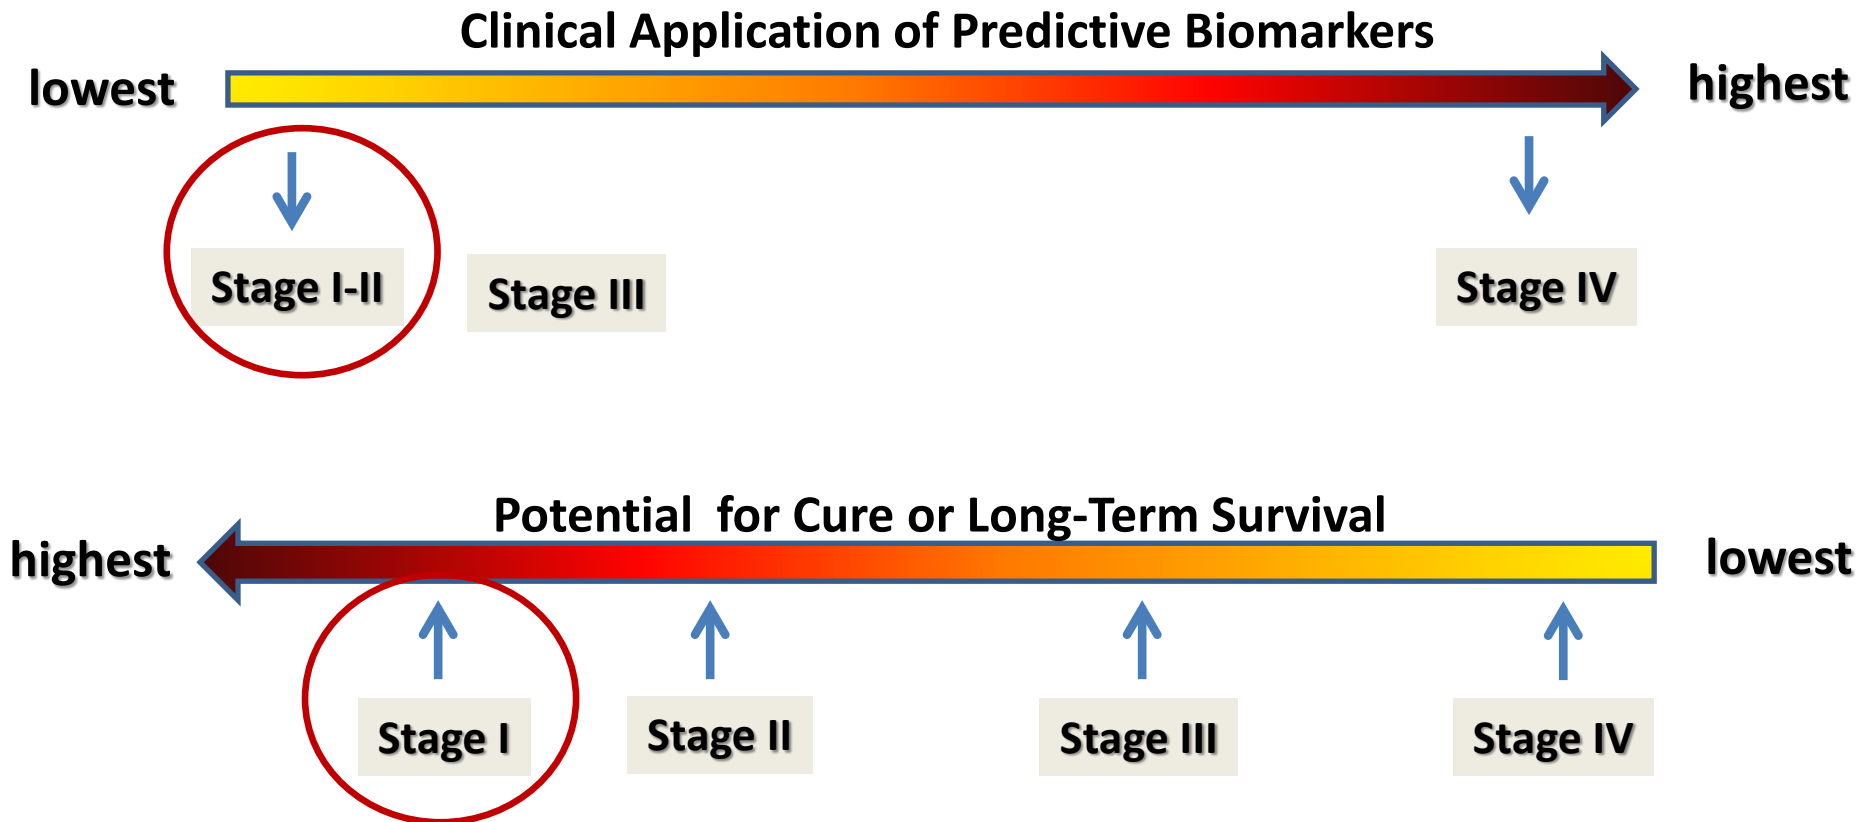 Clinical Application of Predictive Biomarkers
lowest
highest
Stage I-II
Stage III
Stage IV
Potential for Cure or Long-Term Survival
highest
lowest
Stage I
Stage II
Stage III
Stage IV